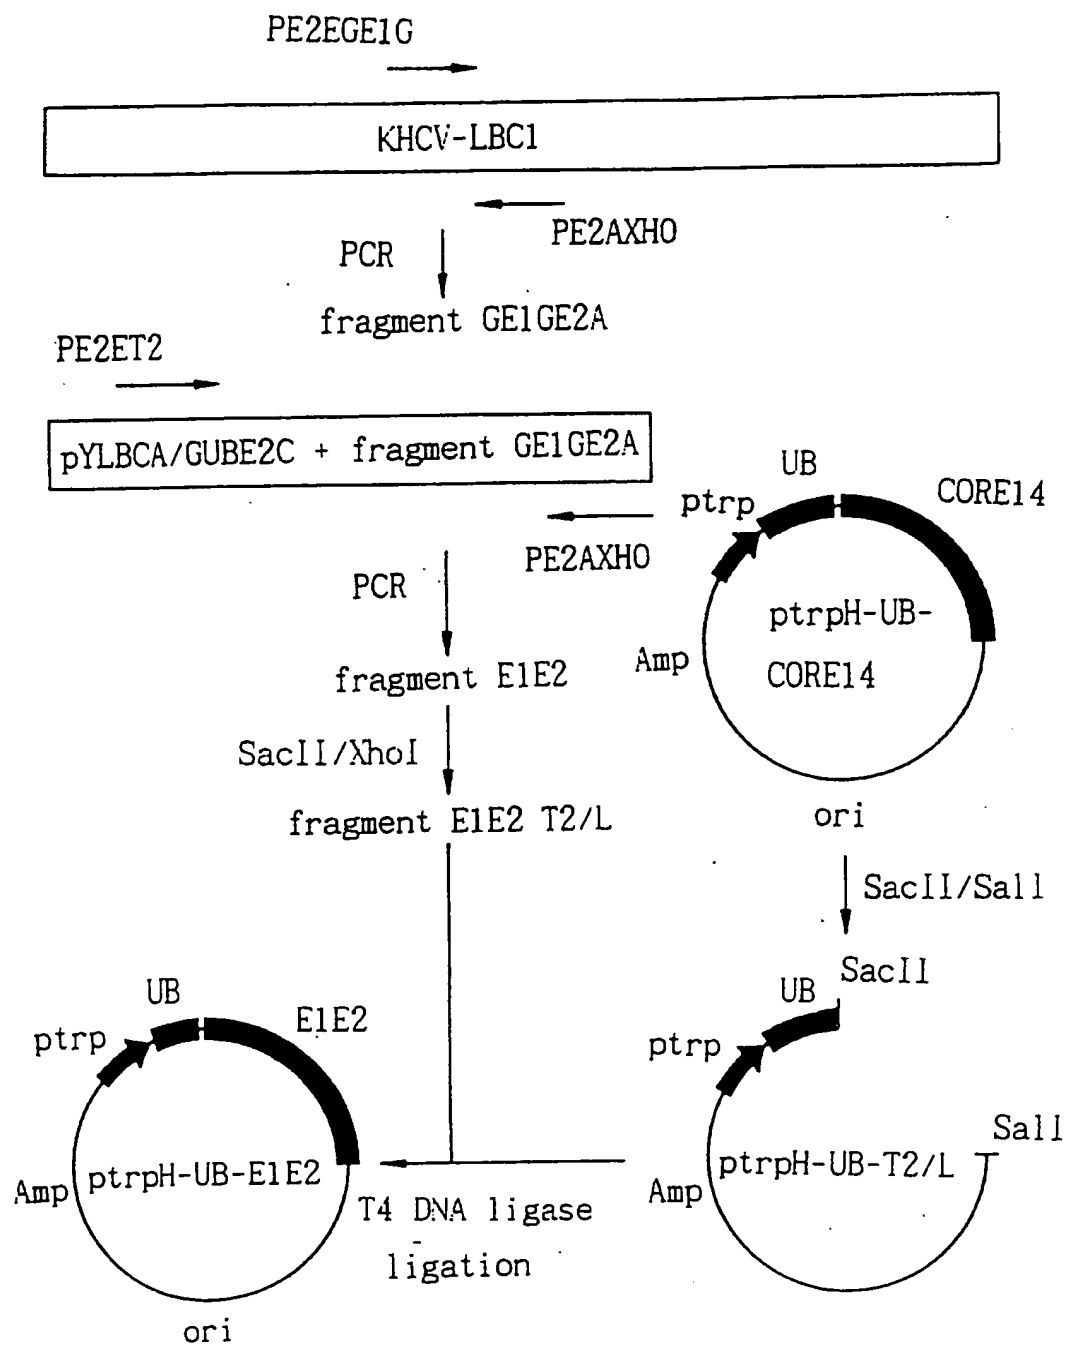 PE2EGE1G
KHCV-LBC1
PE2AXHO
PCR
fragment GE1GE2A
PE2ET2
pYLBCA/GUBE2C + fragment GE1GE2A
PE2AXHO
PCR
fragment E1E2
SacII/XhoI
fragment E1E2 T2/L
UB
ptrp
CORE14
ptrpH-UB-
CORE14
Amp
ori
SacII/SalI
SacII
UB
ptrp
SalI
ptrpH-UB-T2/L
Amp
UB
E1E2
ptrp
ptrpH-UB-E1E2
Amp
ori
T4 DNA ligase
ligation